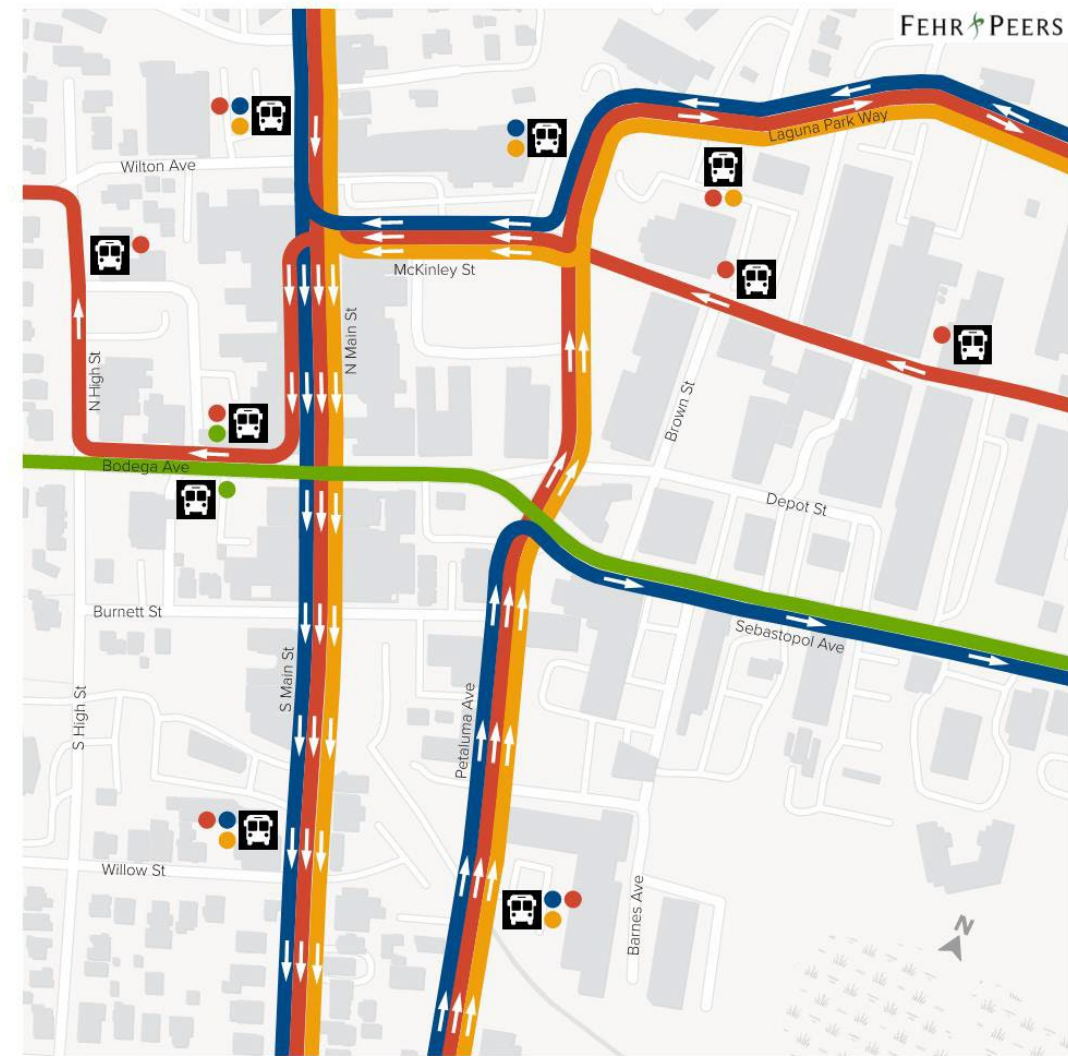 FEHR PEERS
Laguna Park Way
Wilton Ave
McKinley St
N Main St
N High St
Brown St
Bodega Ave
Depot St
Burnett St
Sebastopol Ave
S Main St
S High St
Petaluma Ave
Willow St
Barnes Ave
N